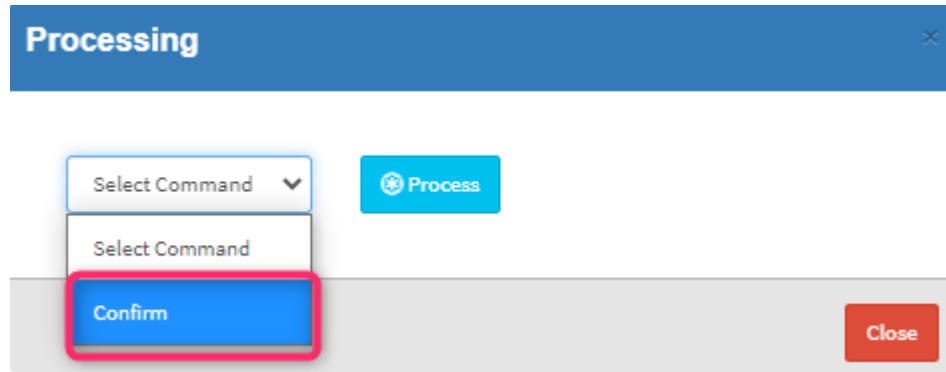 Processing
Select Command
Process
Select Command
Confirm
Close